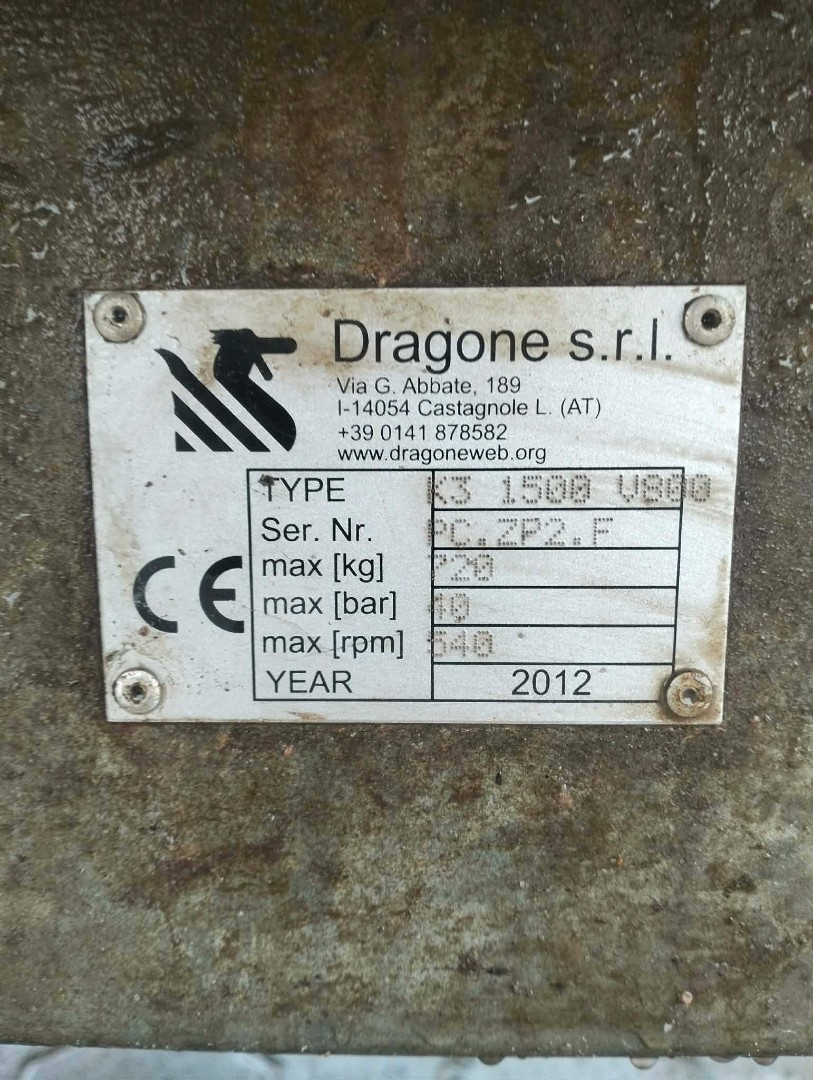 Dragone s.r.l.
Via G. Abbate, 189
I-14054 Castagnole L. (AT)
+39 0141 878582
www.dragoneweb.org
TYPE K3 1500 V800
Ser. Nr. PC.ZP2.F
max [kg] 720
max [bar]
max [rpm] 540
YEAR 2012
CE